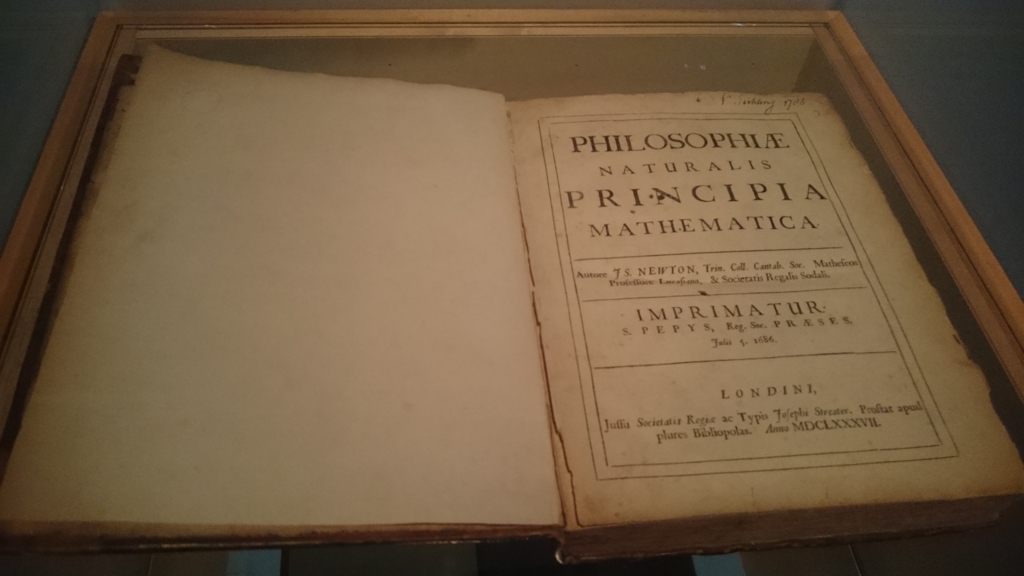 1708
PHILOSOPHIÆ
NATURALIS
PRINCIPIA
MATHEMATICA
Autore J S. NEWTON, Trin. Coll. Cantab. Soc. Matheseos
Professore Lucasiano, & Societatis Regalis Sodali.
IMPRIMATUR.
S. PEPYS, Reg. Soc. PRÆSES.
Julii 5. 1686.
LONDINI,
Jussu Societatis Regiæ ac Typis Josephi Streater. Prostat apud
plures Bibliopolas. Anno MDCLXXXVII.